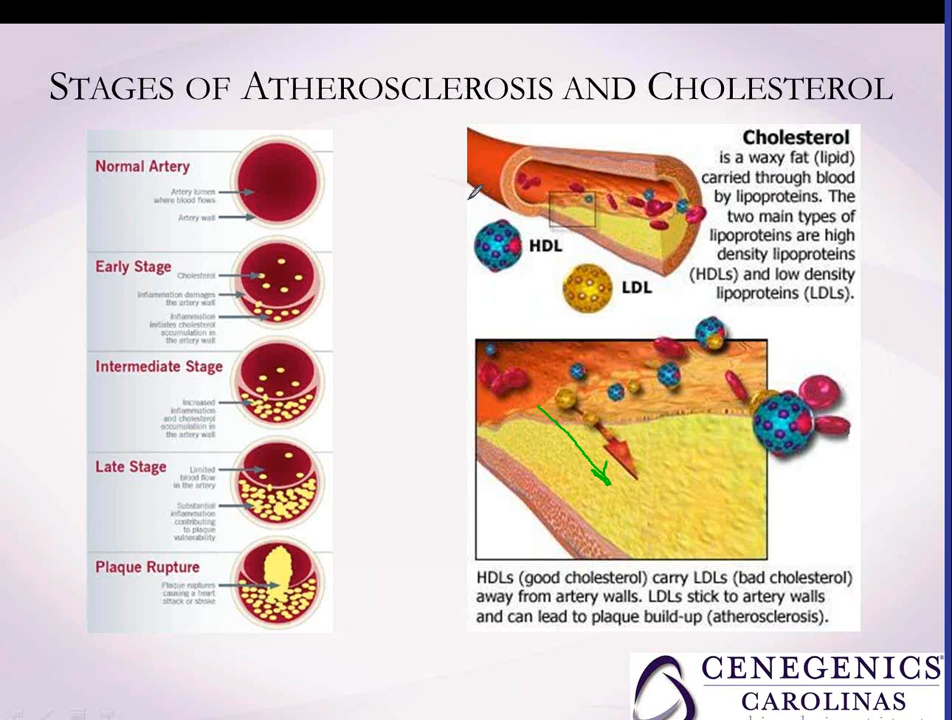 STAGES OF ATHEROSCLEROSIS AND CHOLESTEROL
Normal Artery
Artery lumen
where blood flows
Artery wall
Early Stage
Cholesterol
Inflammation damages
the artery wall
Inflammation
initiates cholesterol
accumulation in
the artery wall
Intermediate Stage
Increased
inflammation
and cholesterol
accumulation in
the artery wall
Late Stage
Limited
blood flow
in the artery
Substantial
inflammation
contributing
to plaque
vulnerability
Plaque Rupture
Plaque ruptures
causing a heart
attack or stroke
Cholesterol
is a waxy fat (lipid)
carried through blood
by lipoproteins. The
two main types of
lipoproteins are high
density lipoproteins
(HDLs) and low density
lipoproteins (LDLs).
HDL
LDL
HDLs (good cholesterol) carry LDLs (bad cholesterol)
away from artery walls. LDLs stick to artery walls
and can lead to plaque build-up (atherosclerosis).
CENEGENICS®
CAROLINAS